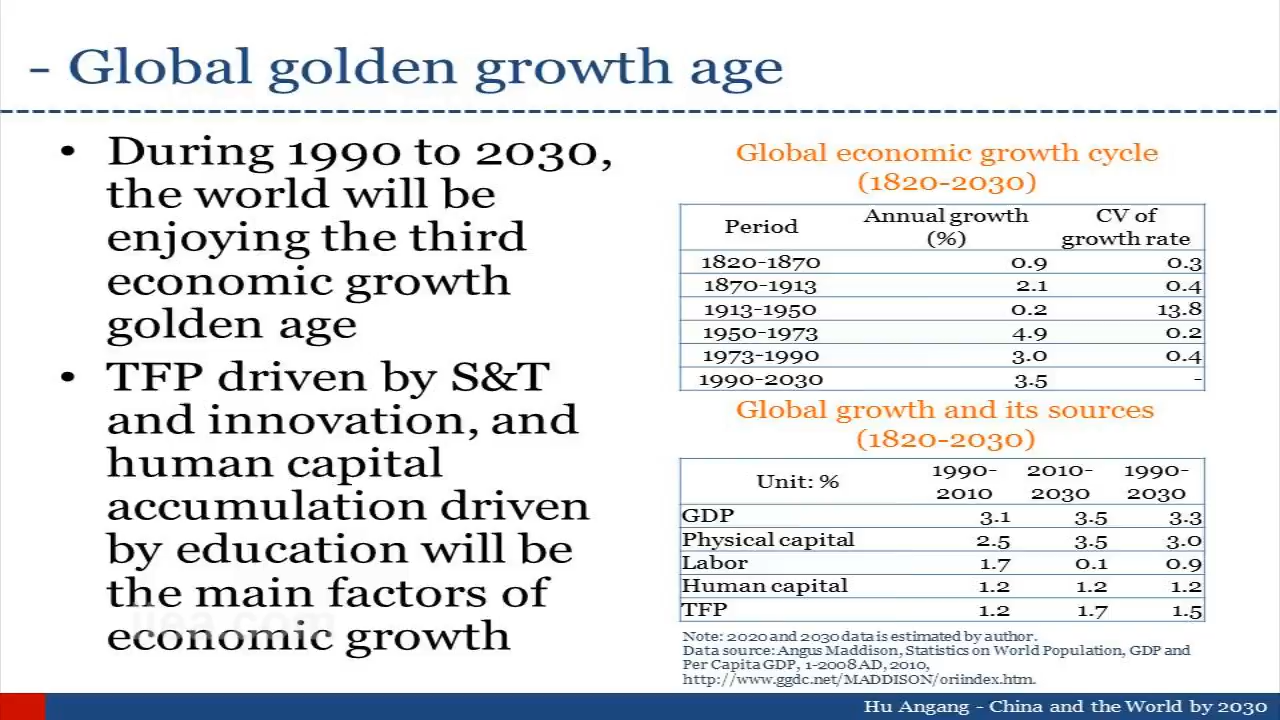 - Global golden growth age
• During 1990 to 2030,
the world will be
enjoying the third
economic growth
golden age
• TFP driven by S&T
and innovation, and
human capital
accumulation driven
by education will be
the main factors of
economic growth
Global economic growth cycle
(1820-2030)
Period Annual growth (%) CV of growth rate
1820-1870 0.9 0.3
1870-1913 2.1 0.4
1913-1950 0.2 13.8
1950-1973 4.9 0.2
1973-1990 3.0 0.4
1990-2030 3.5 -
Global growth and its sources
(1820-2030)
Unit: % 1990-2010 2010-2030 1990-2030
GDP 3.1 3.5 3.3
Physical capital 2.5 3.5 3.0
Labor 1.7 0.1 0.9
Human capital 1.2 1.2 1.2
TFP 1.2 1.7 1.5
Note: 2020 and 2030 data is estimated by author.
Data source: Angus Maddison, Statistics on World Population, GDP and
Per Capita GDP, 1-2008 AD, 2010,
http://www.ggdc.net/MADDISON/oriindex.htm.
Hu Angang - China and the World by 2030